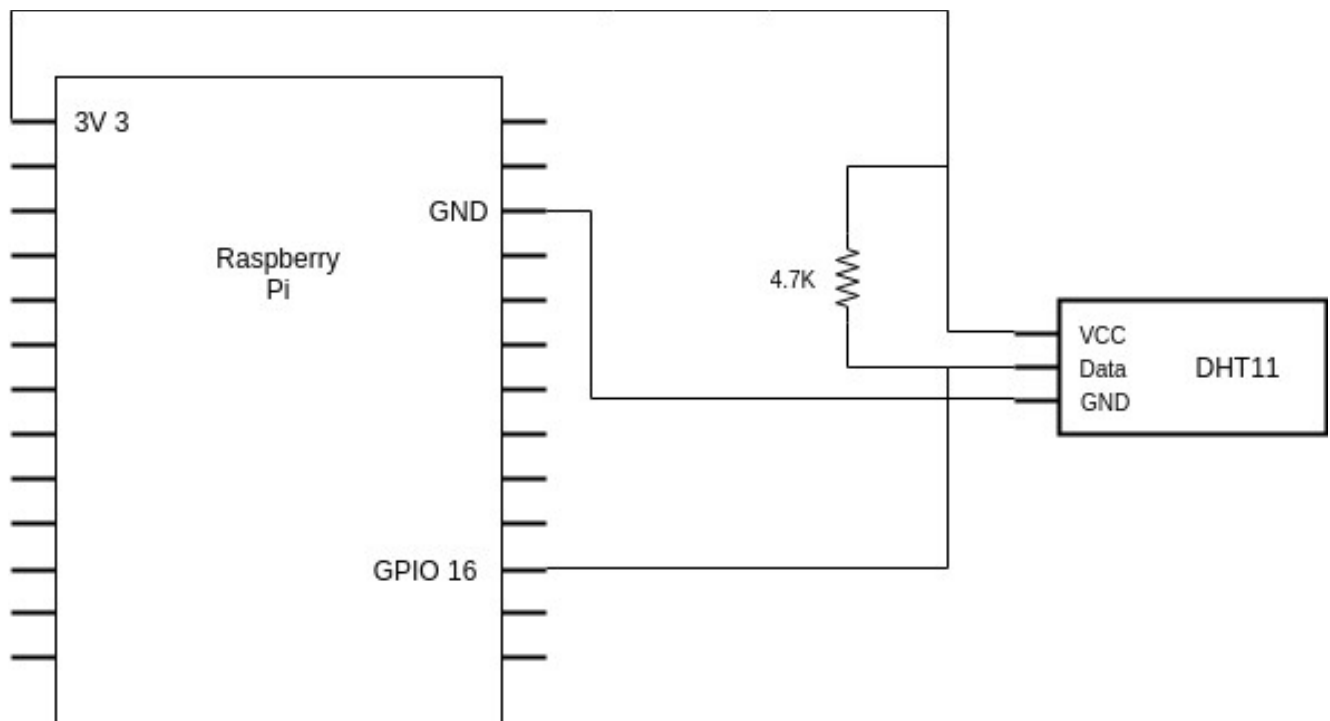 3V 3
GND
Raspberry
Pi
4.7K
VCC
Data
DHT11
GND
GPIO 16